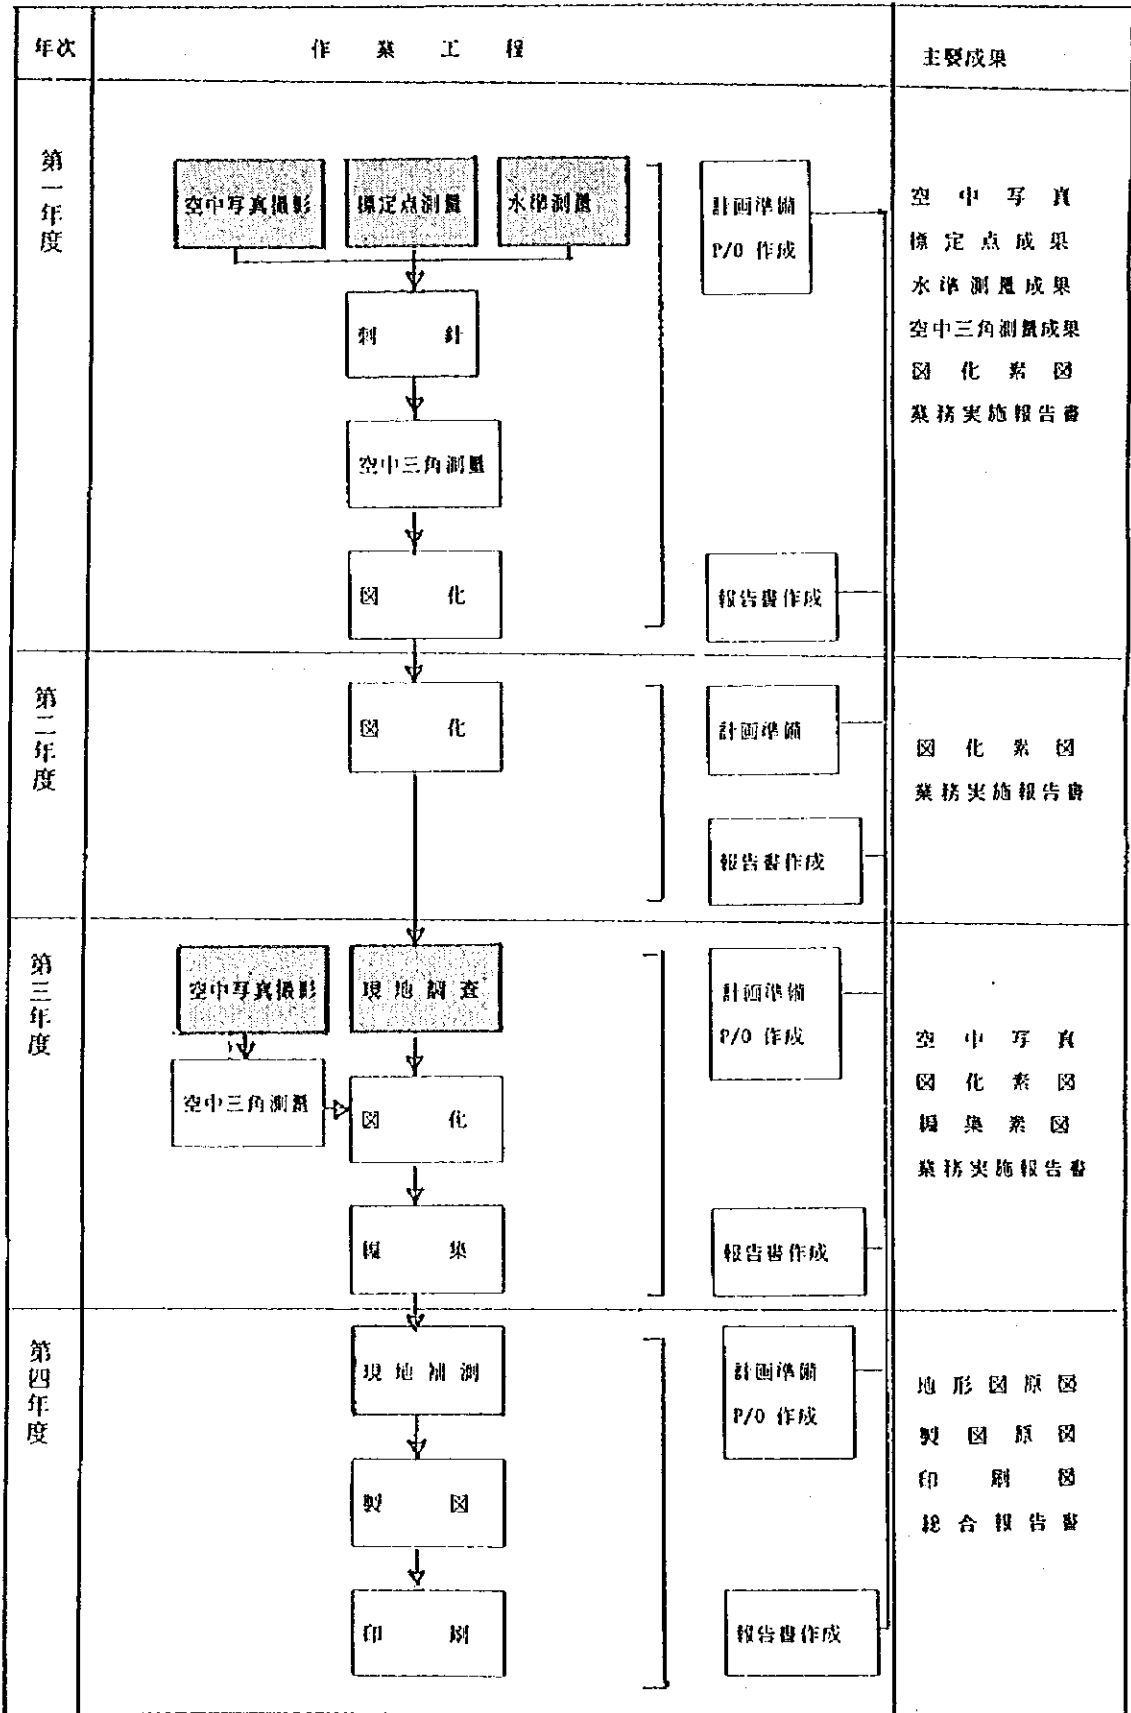 年次 作業工程 主要成果
第一年度
空中写真撮影 標定点測量 水準測量
計画準備
P/O 作成
刺針
空中三角測量
図化
報告書作成
空中写真
標定点成果
水準測量成果
空中三角測量成果
図化素図
業務実施報告書
第二年度
図化
計画準備
報告書作成
図化素図
業務実施報告書
第三年度
空中写真撮影 現地調査
計画準備
P/O 作成
空中三角測量
図化
編集
報告書作成
空中写真
図化素図
編集素図
業務実施報告書
第四年度
現地補測
計画準備
P/O 作成
製図
印刷
報告書作成
地形図原図
製図原図
印刷図
総合報告書